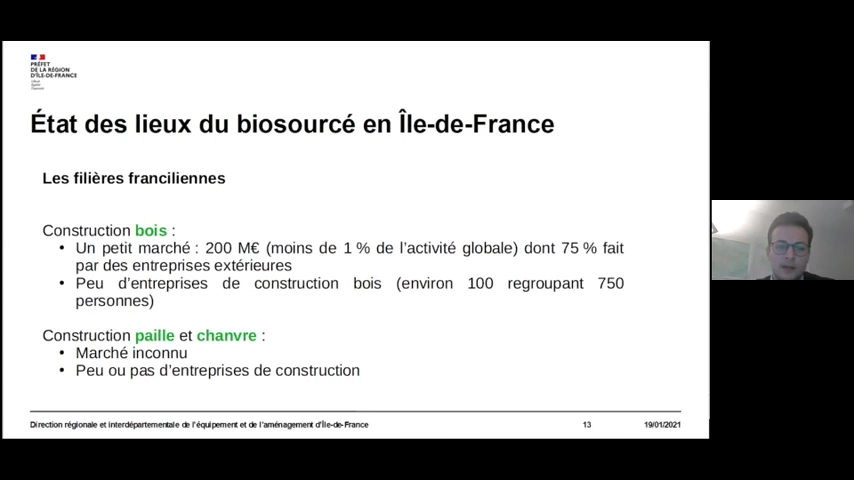 PRÉFET
DE LA RÉGION
D'ÎLE-DE-FRANCE
État des lieux du biosourcé en Île-de-France
Les filières franciliennes
Construction bois :
• Un petit marché : 200 M€ (moins de 1 % de l'activité globale) dont 75 % fait
par des entreprises extérieures
• Peu d'entreprises de construction bois (environ 100 regroupant 750
personnes)
Construction paille et chanvre :
• Marché inconnu
• Peu ou pas d'entreprises de construction
Direction régionale et interdépartementale de l'équipement et de l'aménagement d'Île-de-France
13
19/01/2021